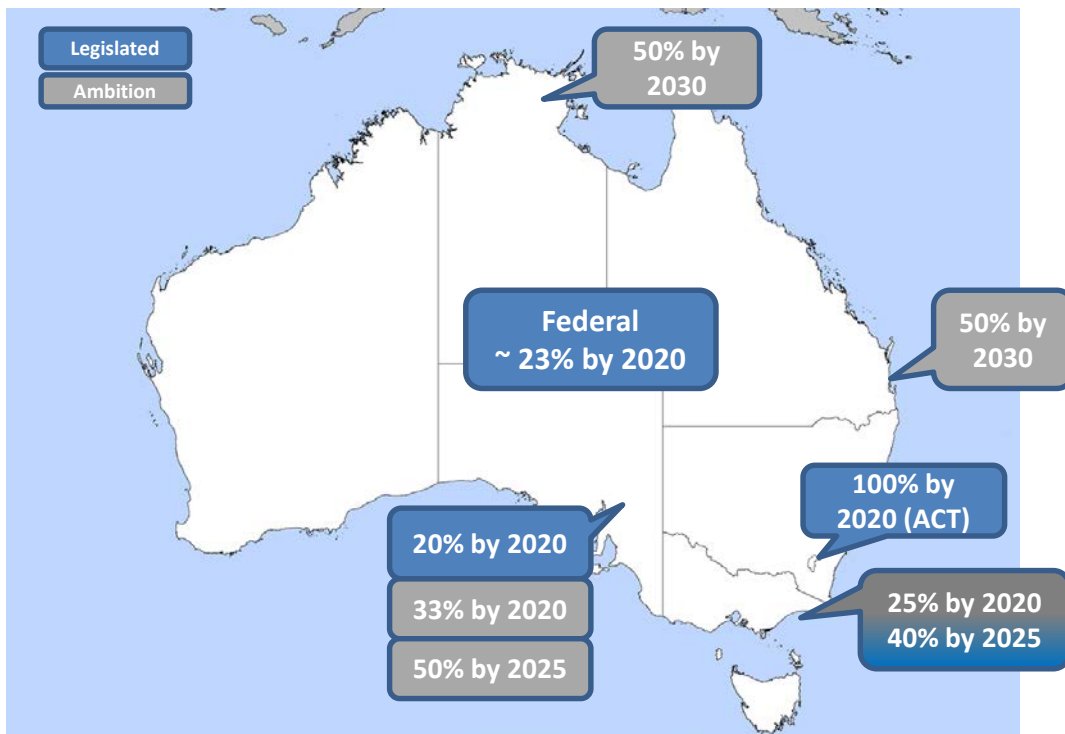 Legislated
Ambition
50% by
2030
Federal
~ 23% by 2020
50% by
2030
100% by
2020 (ACT)
20% by 2020
33% by 2020
50% by 2025
25% by 2020
40% by 2025